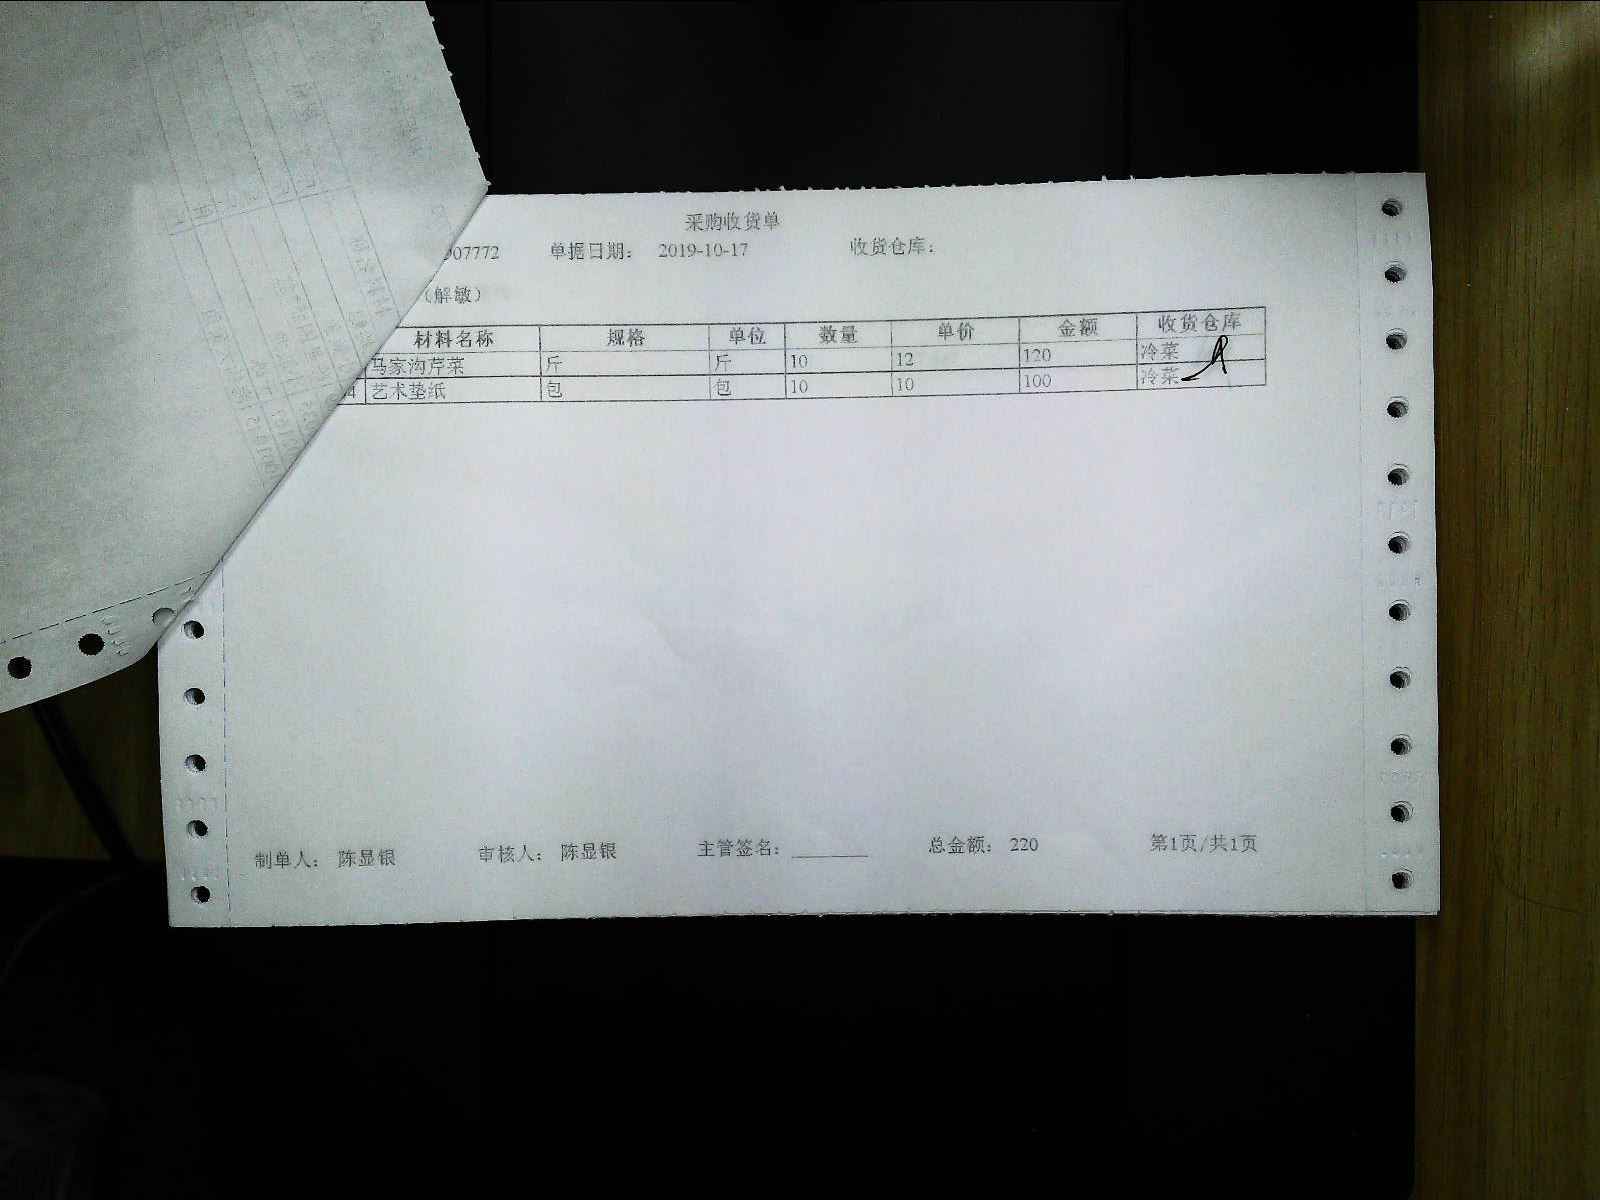 采购收货单
07772 单据日期： 2019-10-17 收货仓库：
（解敏）
材料名称 规格 单位 数量 单价 金额 收货仓库
马家沟芹菜 斤 斤 10 12 120 冷菜
4 艺术垫纸 包 包 10 10 100 冷菜
制单人： 陈显银 审核人： 陈显银 主管签名： 总金额： 220 第1页/共1页